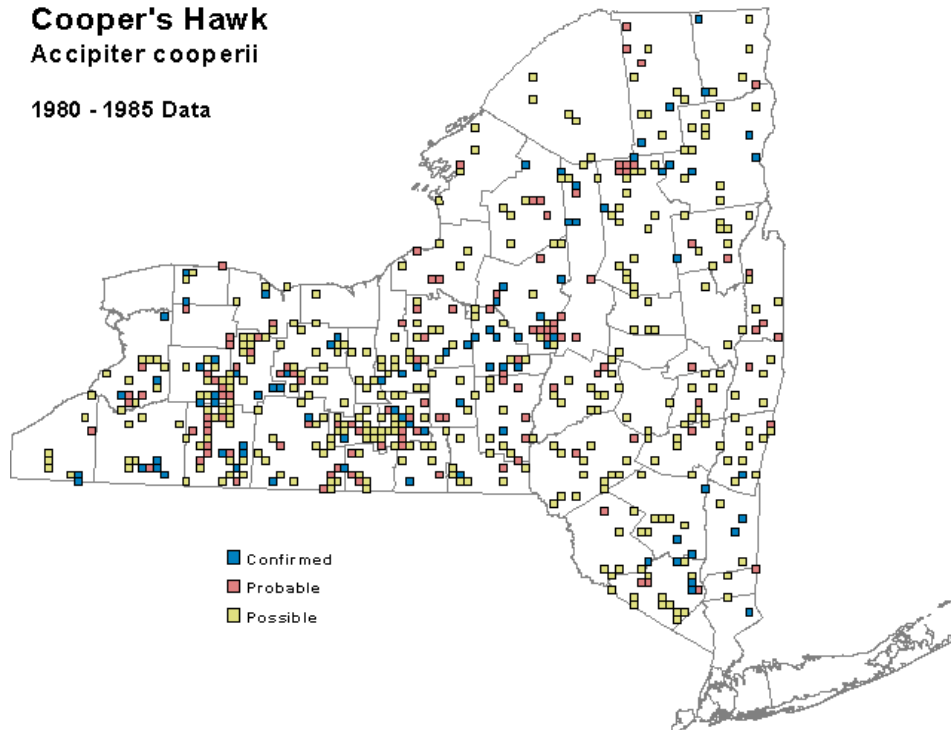 Cooper's Hawk
Accipiter cooperii
1980 - 1985 Data
Confirmed
Probable
Possible